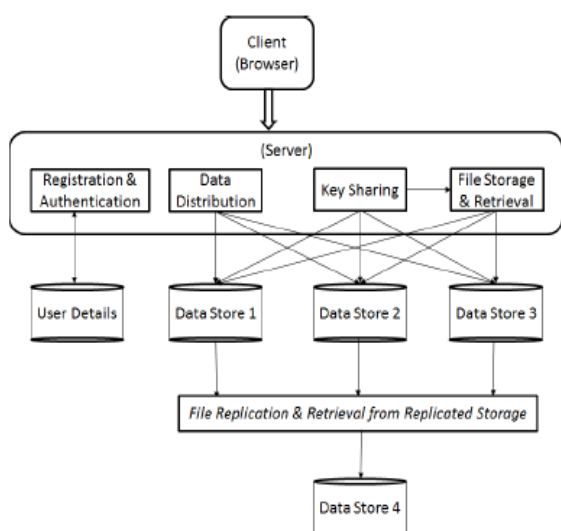 Client
(Browser)
(Server)
Registration &
Authentication
Data
Distribution
Key Sharing
File Storage
& Retrieval
User Details
Data Store 1
Data Store 2
Data Store 3
File Replication & Retrieval from Replicated Storage
Data Store 4